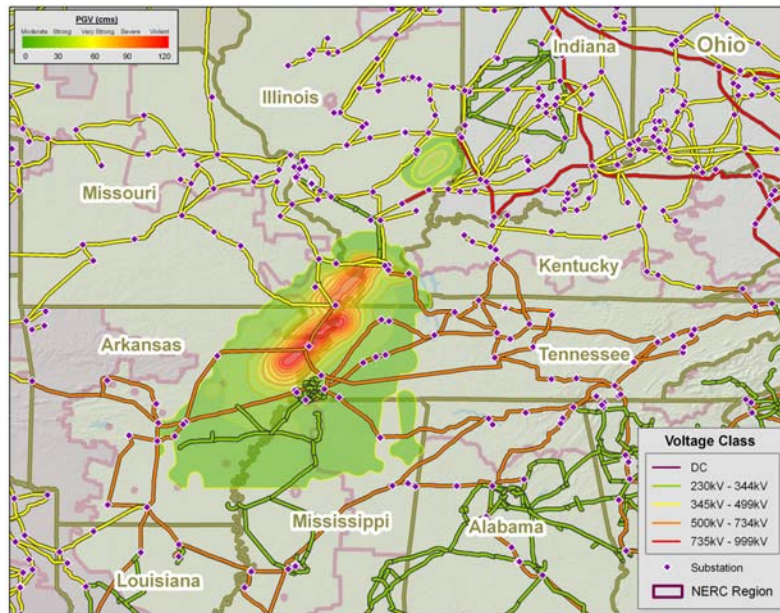 PGV (cms)
Moderate Strong Very Strong Severe Violent
0 30 60 90 120
Indiana
Ohio
Illinois
Missouri
Kentucky
Arkansas
Tennessee
Mississippi
Alabama
Louisiana
Voltage Class
DC
230kV - 344kV
345kV - 499kV
500kV - 734kV
735kV - 999kV
Substation
NERC Region